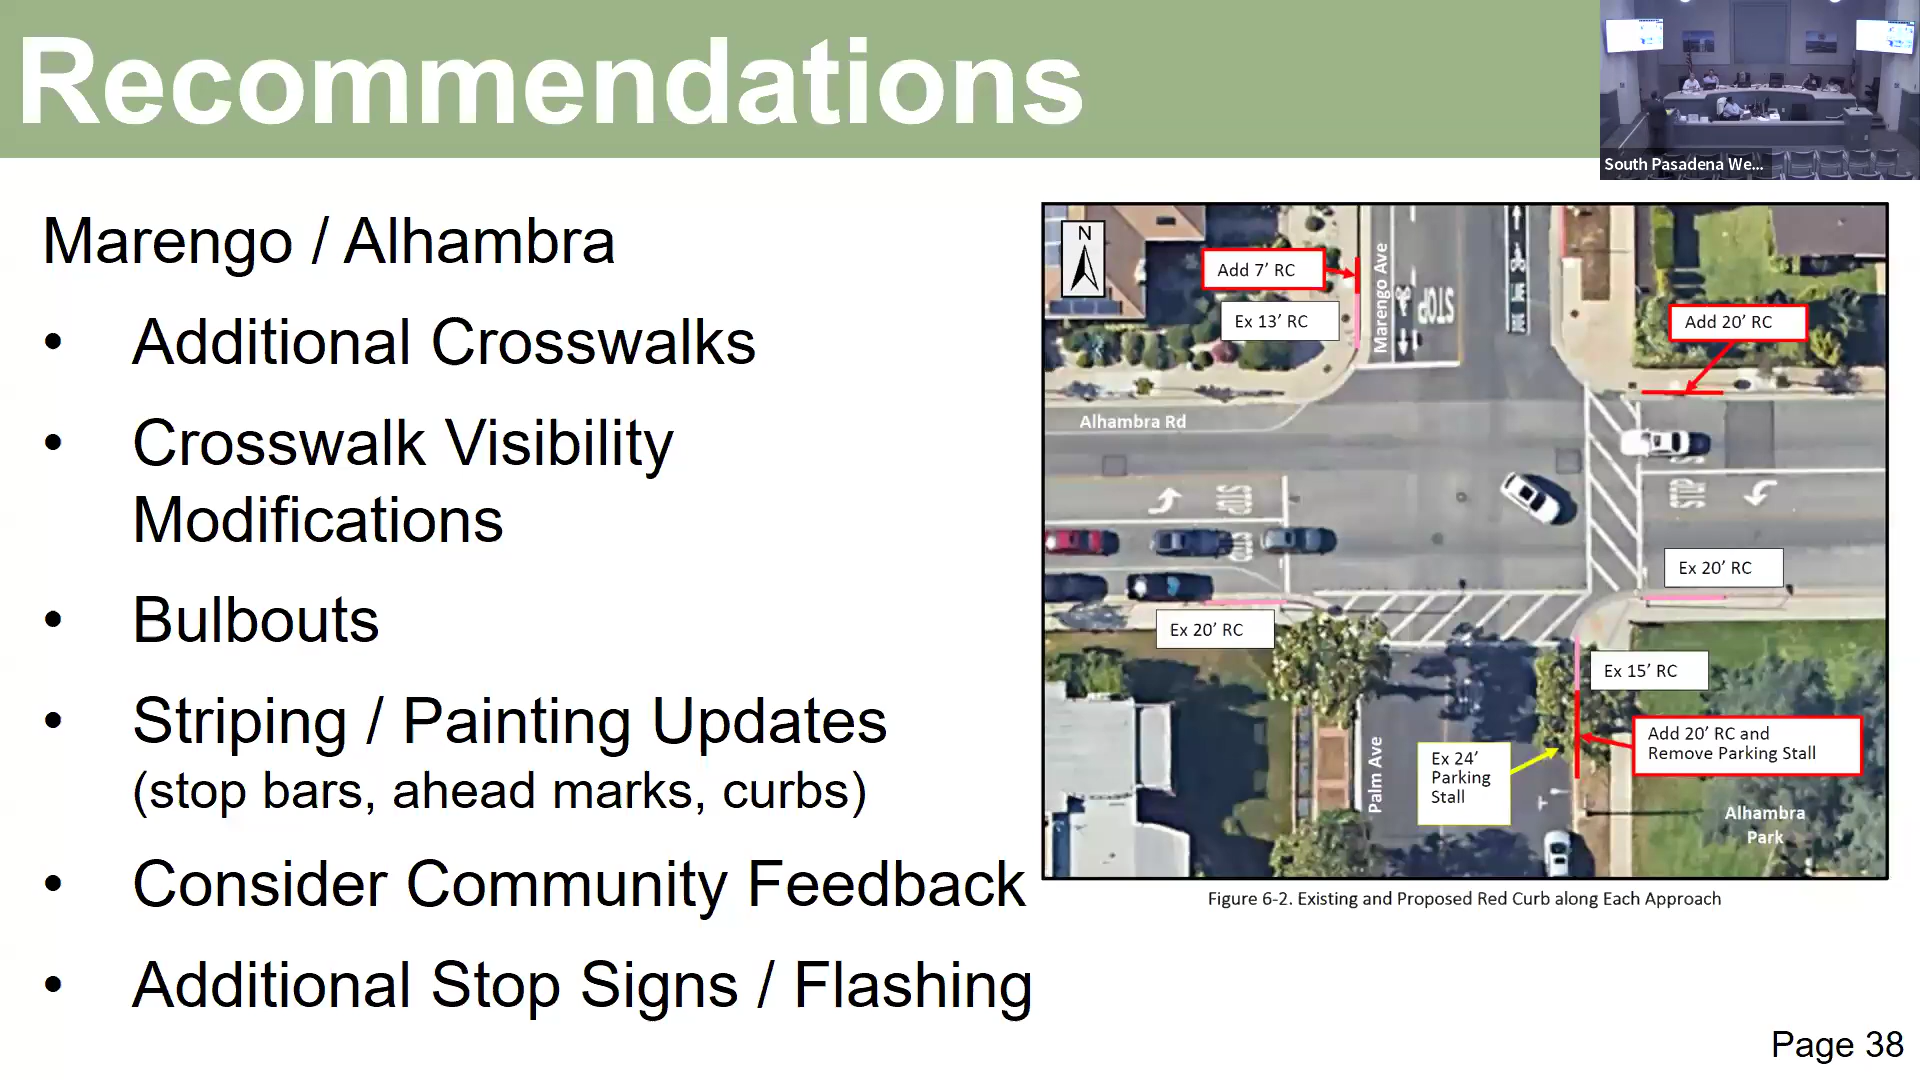 Recommendations
South Pasadena We...
Marengo / Alhambra
• Additional Crosswalks
• Crosswalk Visibility
Modifications
• Bulbouts
• Striping / Painting Updates
(stop bars, ahead marks, curbs)
• Consider Community Feedback
• Additional Stop Signs / Flashing
N
Add 7’ RC
Ex 13’ RC
Marengo Ave
STOP
Add 20’ RC
Alhambra Rd
STOP
STOP
STOP
Ex 20’ RC
Ex 20’ RC
Ex 15’ RC
Add 20’ RC and
Remove Parking Stall
Ex 24’
Parking
Stall
Palm Ave
Alhambra
Park
Figure 6-2. Existing and Proposed Red Curb along Each Approach
Page 38